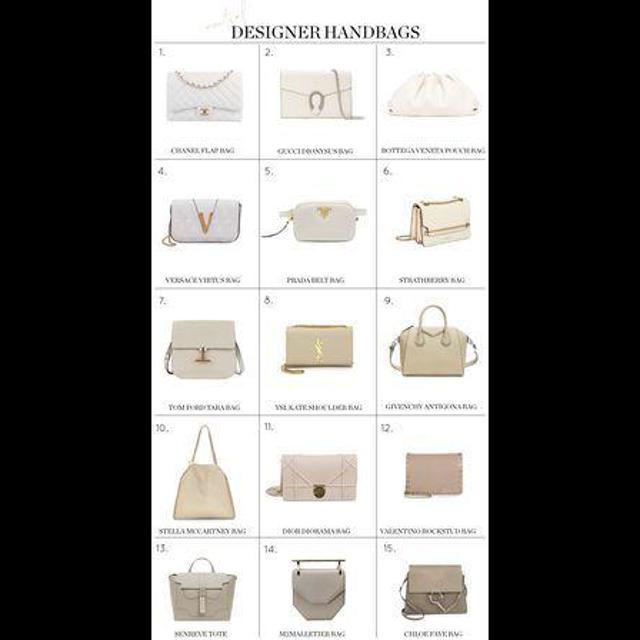 DESIGNER HANDBAGS
1.
2.
3.
CHANEL FLAP BAG
GUCCI DIONYSUS BAG
BOTTEGA VENETA POUCH BAG
4.
5.
6.
VERSACE VIRTUS BAG
PRADA BELT BAG
STRATHBERRY BAG
7.
8.
9.
TOM FORD TARA BAG
YSL KATE SHOULDER BAG
GIVENCHY ANTIGONA BAG
10.
11.
12.
STELLA MCCARTNEY BAG
DIOR DIORAMA BAG
VALENTINO ROCKSTUD BAG
13.
14.
15.
SENREVE TOTE
M2MALLETIER BAG
CHLOE FAYE BAG